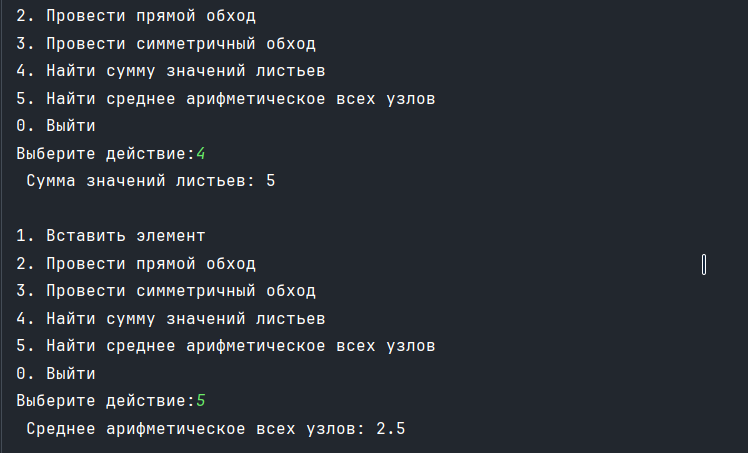 2. Провести прямой обход
3. Провести симметричный обход
4. Найти сумму значений листьев
5. Найти среднее арифметическое всех узлов
0. Выйти
Выберите действие:4
Сумма значений листьев: 5
1. Вставить элемент
2. Провести прямой обход
3. Провести симметричный обход
4. Найти сумму значений листьев
5. Найти среднее арифметическое всех узлов
0. Выйти
Выберите действие:5
Среднее арифметическое всех узлов: 2.5